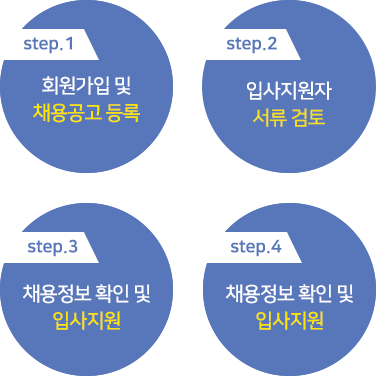 step.1
회원가입 및
채용공고 등록
step.2
입사지원자
서류 검토
step.3
채용정보 확인 및
입사지원
step.4
채용정보 확인 및
입사지원